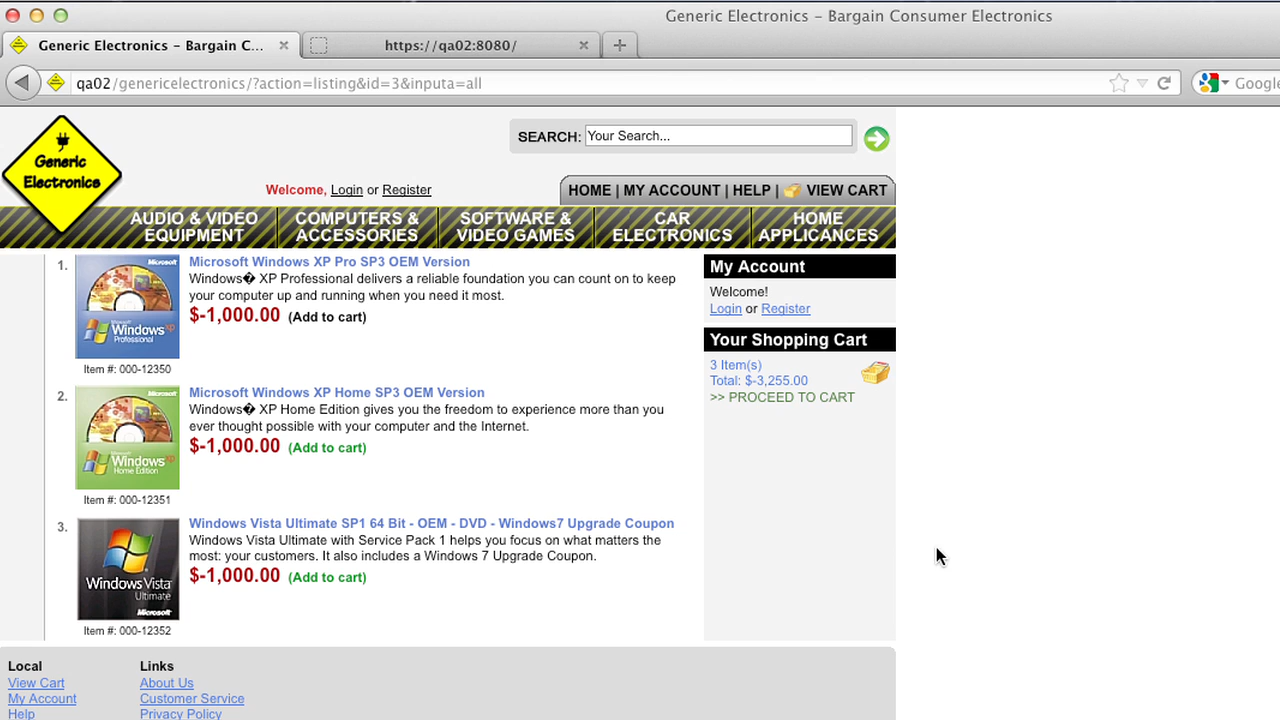 Generic Electronics – Bargain Consumer Electronics
Generic Electronics – Bargain C...
https://qa02:8080/
qa02/genericelectronics/?action=listing&id=3&inputa=all
Google
Generic
Electronics
SEARCH: Your Search...
Welcome, Login or Register
HOME | MY ACCOUNT | HELP | VIEW CART
AUDIO & VIDEO
EQUIPMENT
COMPUTERS &
ACCESSORIES
SOFTWARE &
VIDEO GAMES
CAR
ELECTRONICS
HOME
APPLICANCES
1.
Microsoft
Windows xp
Professional
Item #: 000-12350
Microsoft Windows XP Pro SP3 OEM Version
Windows� XP Professional delivers a reliable foundation you can count on to keep
your computer up and running when you need it most.
$-1,000.00 (Add to cart)
2.
Microsoft
Windows xp
Home Edition
Item #: 000-12351
Microsoft Windows XP Home SP3 OEM Version
Windows� XP Home Edition gives you the freedom to experience more than you
ever thought possible with your computer and the Internet.
$-1,000.00 (Add to cart)
3.
Windows Vista
Ultimate
Microsoft
Item #: 000-12352
Windows Vista Ultimate SP1 64 Bit - OEM - DVD - Windows7 Upgrade Coupon
Windows Vista Ultimate with Service Pack 1 helps you focus on what matters the
most: your customers. It also includes a Windows 7 Upgrade Coupon.
$-1,000.00 (Add to cart)
My Account
Welcome!
Login or Register
Your Shopping Cart
3 Item(s)
Total: $-3,255.00
>> PROCEED TO CART
Local
View Cart
My Account
Help
Links
About Us
Customer Service
Privacy Policy